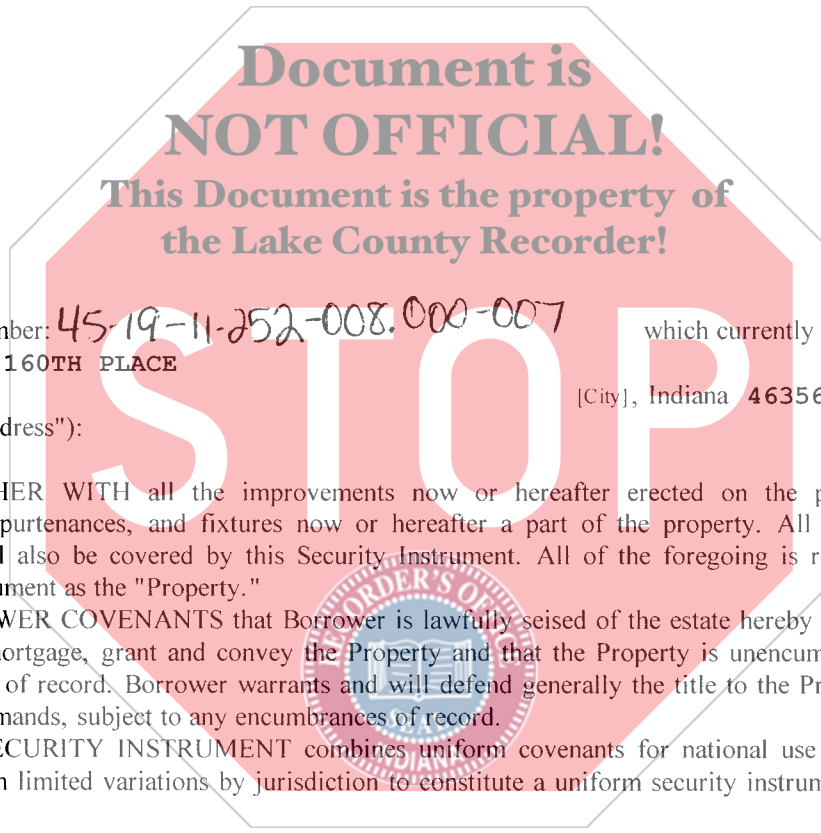 Document is
NOT OFFICIAL!
This Document is the property of
the Lake County Recorder!
nber: 45-19-11-252-008.000-007 which currently
160TH PLACE
[City], Indiana 46356
dress"):
STOP
HER WITH all the improvements now or hereafter erected on the p
purtenances, and fixtures now or hereafter a part of the property. All
l also be covered by this Security Instrument. All of the foregoing is r
ument as the "Property."
WER COVENANTS that Borrower is lawfully seised of the estate hereby
nortgage, grant and convey the Property and that the Property is unencum
of record. Borrower warrants and will defend generally the title to the Pr
mands, subject to any encumbrances of record.
ECURITY INSTRUMENT combines uniform covenants for national use
n limited variations by jurisdiction to constitute a uniform security instrum
RECORDER'S OFFICE
INDIANA